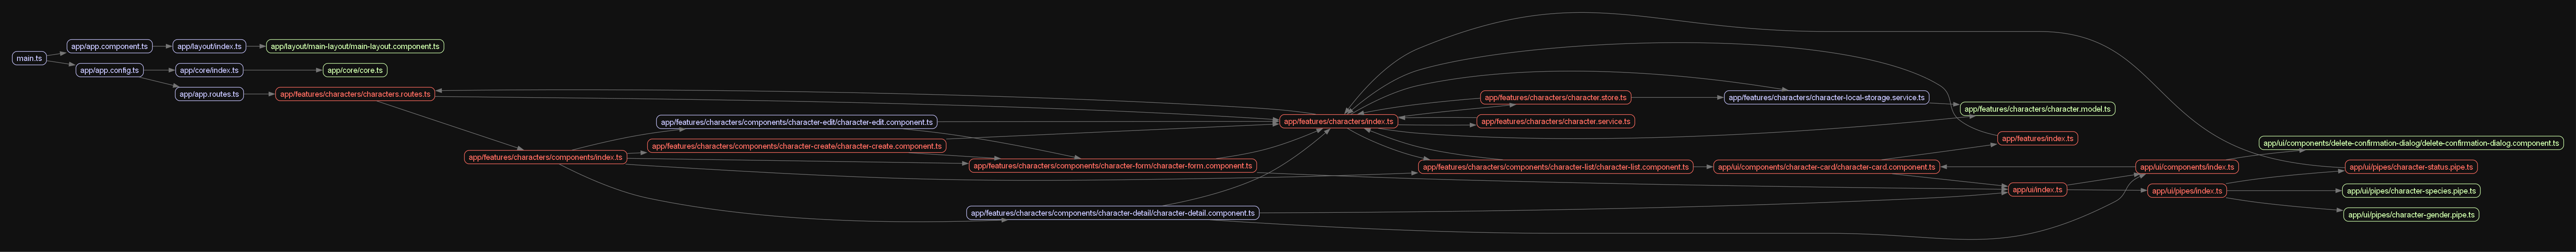 main.ts
app/app.component.ts
app/layout/index.ts
app/layout/main-layout/main-layout.component.ts
app/app.config.ts
app/core/index.ts
app/core/core.ts
app/app.routes.ts
app/features/characters/characters.routes.ts
app/features/characters/components/index.ts
app/features/characters/components/character-edit/character-edit.component.ts
app/features/characters/components/character-create/character-create.component.ts
app/features/characters/components/character-form/character-form.component.ts
app/features/characters/components/character-detail/character-detail.component.ts
app/features/characters/index.ts
app/features/characters/character.store.ts
app/features/characters/character.service.ts
app/features/characters/components/character-list/character-list.component.ts
app/features/characters/character-local-storage.service.ts
app/ui/components/character-card/character-card.component.ts
app/features/characters/character.model.ts
app/features/index.ts
app/ui/index.ts
app/ui/components/index.ts
app/ui/pipes/index.ts
app/ui/components/delete-confirmation-dialog/delete-confirmation-dialog.component.ts
app/ui/pipes/character-status.pipe.ts
app/ui/pipes/character-species.pipe.ts
app/ui/pipes/character-gender.pipe.ts